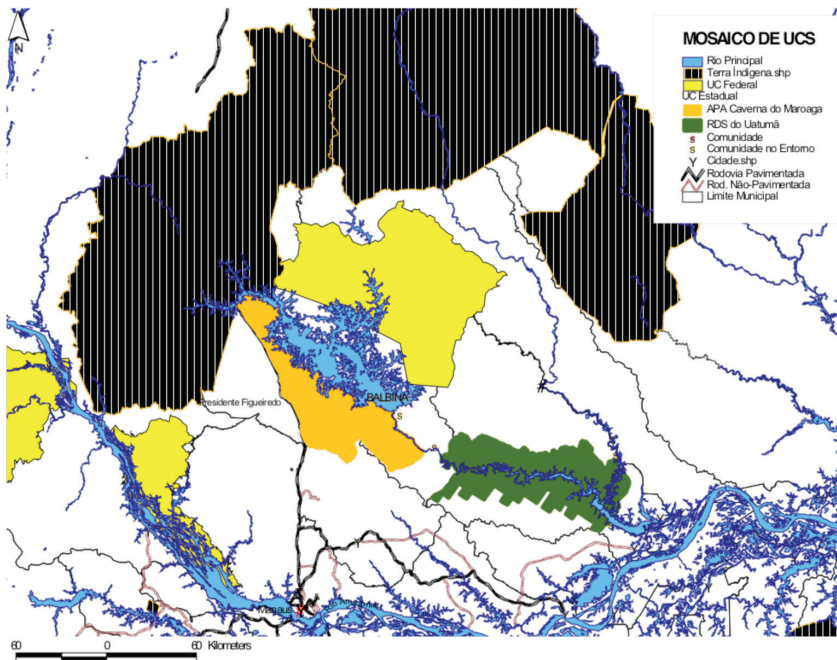 N
MOSAICO DE UCS
Rio Principal
Terra Índigena.shp
UC Federal
UC Estadual
APA Caverna do Maroaga
RDS do Uatumã
s Comunidade
s Comunidade no Entorno
Y Cidade.shp
Rodovia Pavimentada
Rod. Não-Pavimentada
Limite Municipal
Presidente Figueiredo
BALBINA
s
s
#
Manaus
60 0 60 Kilometers